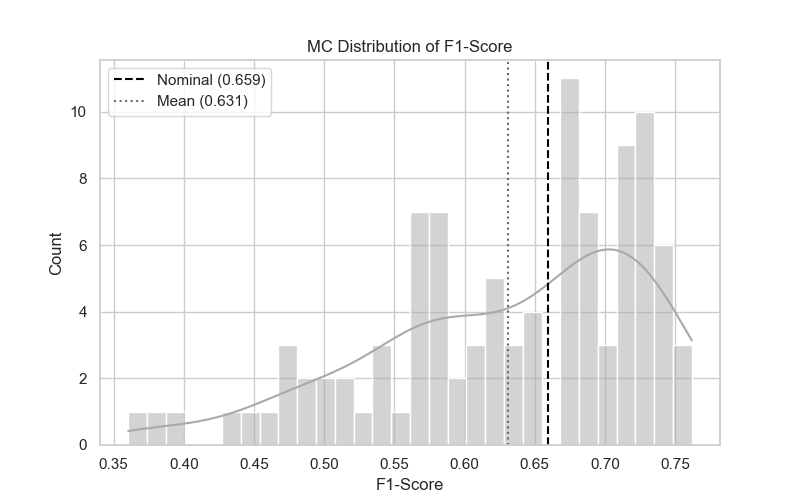 MC Distribution of F1-Score
Nominal (0.659)
Mean (0.631)
Count
10
8
6
4
2
0
0.35 0.40 0.45 0.50 0.55 0.60 0.65 0.70 0.75
F1-Score